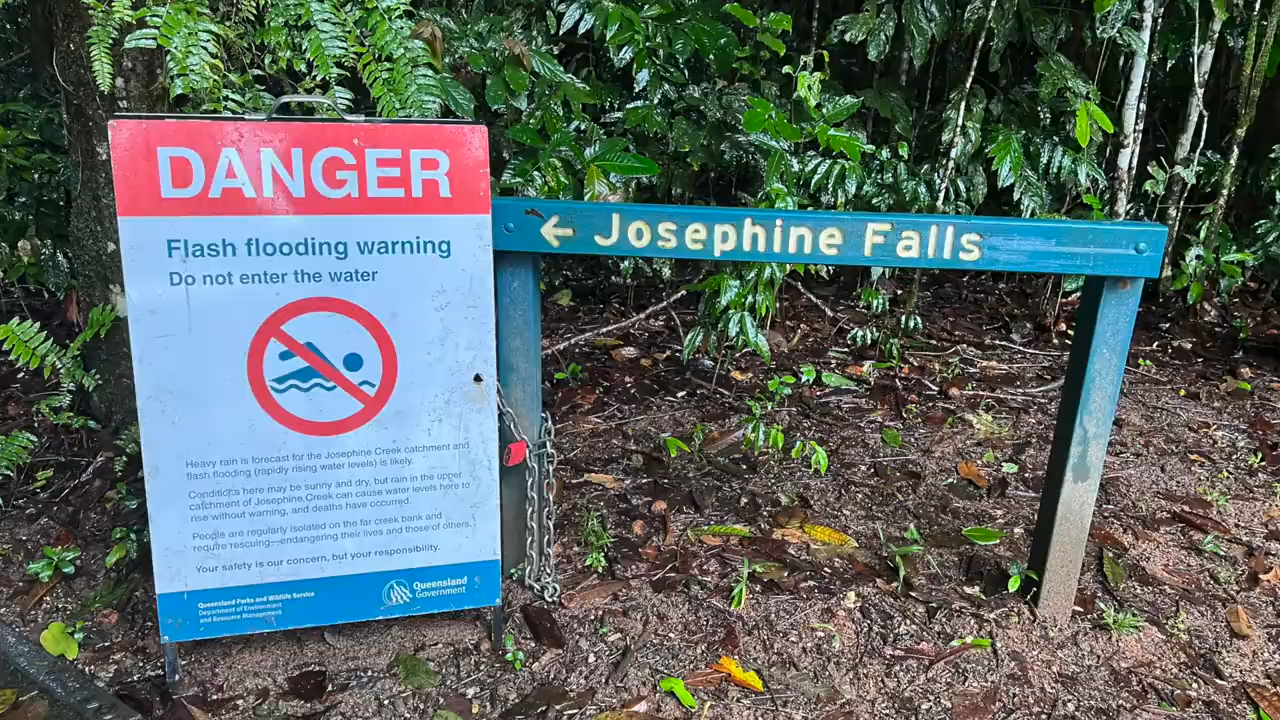 DANGER
Flash flooding warning
Do not enter the water
Heavy rain is forecast for the Josephine Creek catchment and
flash flooding (rapidly rising water levels) is likely.
Conditions here may be sunny and dry, but rain in the upper
catchment of Josephine Creek can cause water levels here to
rise without warning, and deaths have occurred.
People are regularly isolated on the far creek bank and
require rescuing—endangering their lives and those of others.
Your safety is our concern, but your responsibility.
Queensland Parks and Wildlife Service
Department of Environment
and Resource Management
Queensland
Government
← Josephine Falls